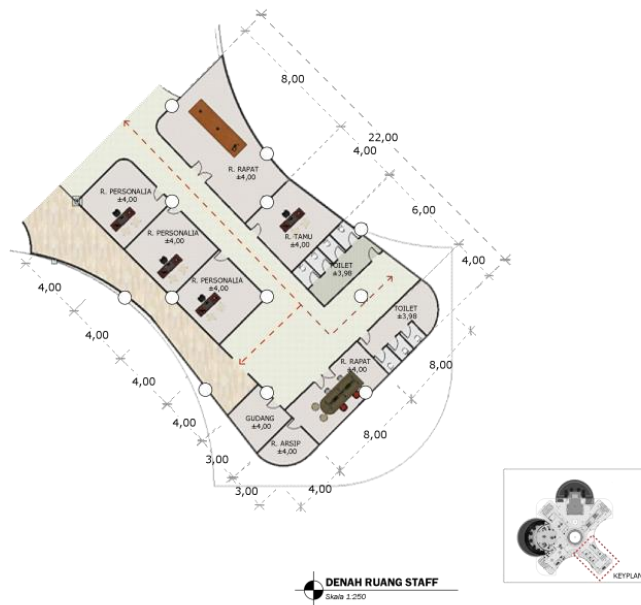 8,00
22,00
4,00
6,00
4,00
R. RAPAT
±4,00
R. PERSONALIA
±4,00
R. PERSONALIA
±4,00
R. PERSONALIA
±4,00
R. TAMU
±4,00
TOILET
±3,98
TOILET
±3,98
R. RAPAT
±4,00
GUDANG
±4,00
R. ARSIP
±4,00
4,00
4,00
4,00
4,00
4,00
3,00
3,00
4,00
8,00
8,00
KEYPLAN
DENAH RUANG STAFF
Skala 1:250